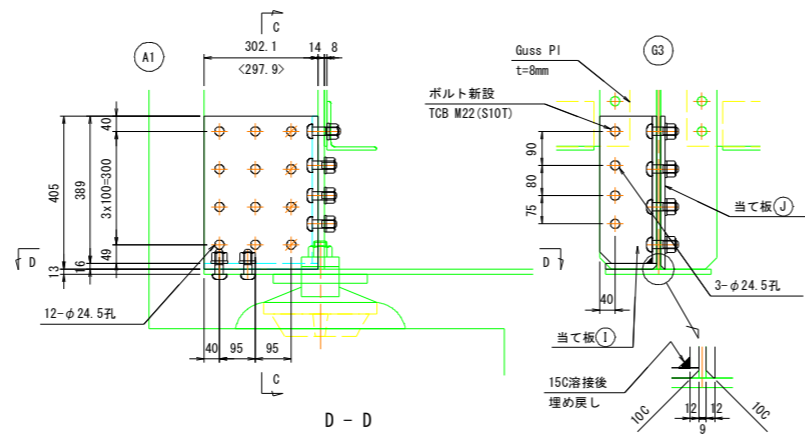 C
A1
302.1
14
8
<297.9>
40
405
389
3x100=300
49
16
13
D
D
12-φ24.5孔
40
95
95
C
D - D
Guss Pl
t=8mm
G3
ボルト新設
TCB M22(S10T)
90
80
75
当て板J
3-φ24.5孔
40
当て板I
15C溶接後
埋め戻し
12
12
9
10C
10C